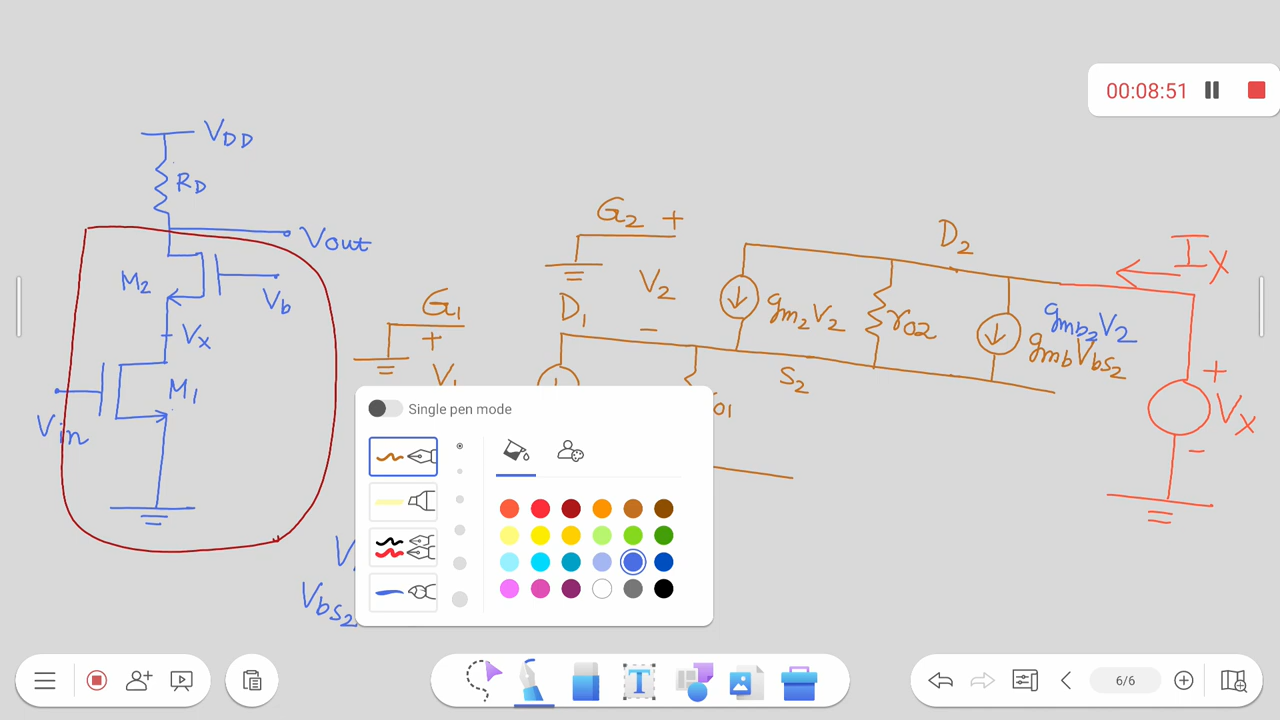 00:08:51
VDD
RD
Vout
M2
Vb
Vx
M1
Vin
G2 +
V2
−
G1
+
D1
gm2V2
ro2
D2
gmb2V2
gmbVbs2
S2
Ix
+
Vx
−
Vbs2
Single pen mode
T
6/6